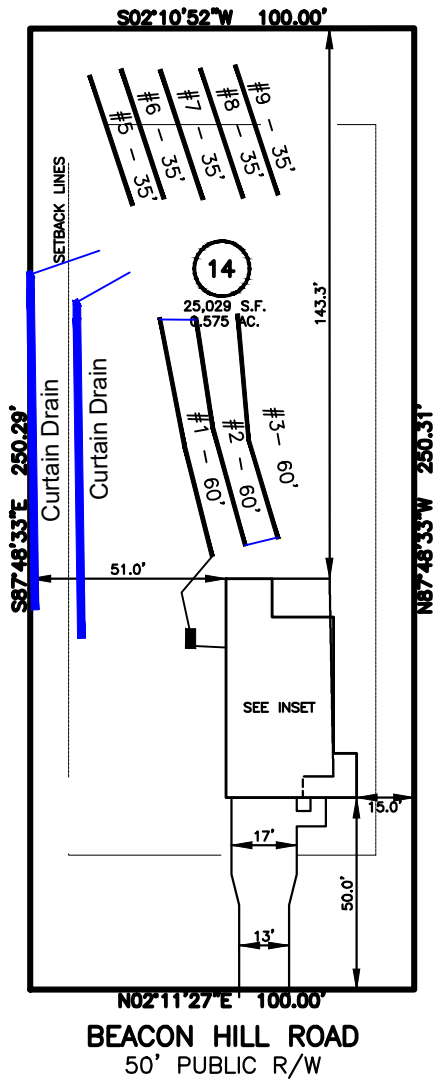 S02°10'52"W 100.00'
#5 - 35'
#6 - 35'
#7 - 35'
#8 - 35'
#9 - 35'
SETBACK LINES
14
25,029 S.F.
0.575 AC.
143.3'
S87°48'33"E 250.29'
Curtain Drain
Curtain Drain
#1 - 60'
#2 - 60'
#3- 60'
N87°48'33"W 250.31'
51.0'
SEE INSET
15.0'
17'
50.0'
13'
N02°11'27"E 100.00'
BEACON HILL ROAD
50' PUBLIC R/W